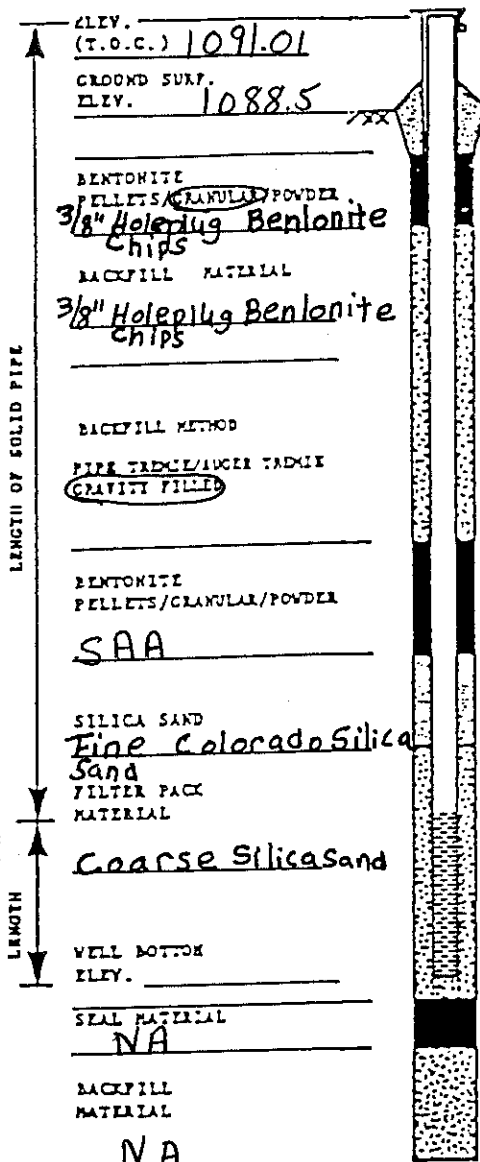 ELEV.
(T.O.C.) 1091.01
GROUND SURF.
ELEV. 1088.5
BENTONITE
PELLETS/GRANULAR/POWDER
3/8" Holeplug Benlonite
Chips
BACKFILL MATERIAL
3/8" Holeplug Benlonite
Chips
BACKFILL METHOD
PIPE TREMIE/AUGER TREMIE
GRAVITY FILLED
BENTONITE
PELLETS/GRANULAR/POWDER
SAA
SILICA SAND
Fine Colorado Silica
Sand
FILTER PACK
MATERIAL
Coarse Silica Sand
WELL BOTTOM
ELEV.
SEAL MATERIAL
NA
BACKFILL
MATERIAL
NA
LENGTH OF SOLID PIPE
LENGTH